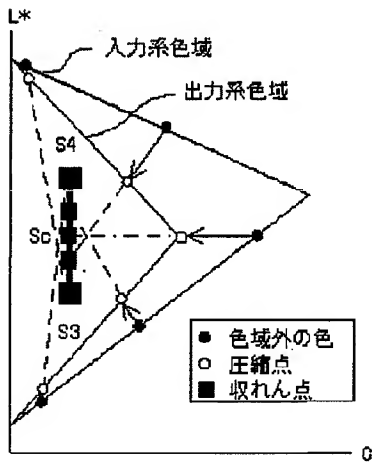 L*
入力系色域
出力系色域
S4
Sc
S3
● 色域外の色
○ 圧縮点
■ 収れん点
C